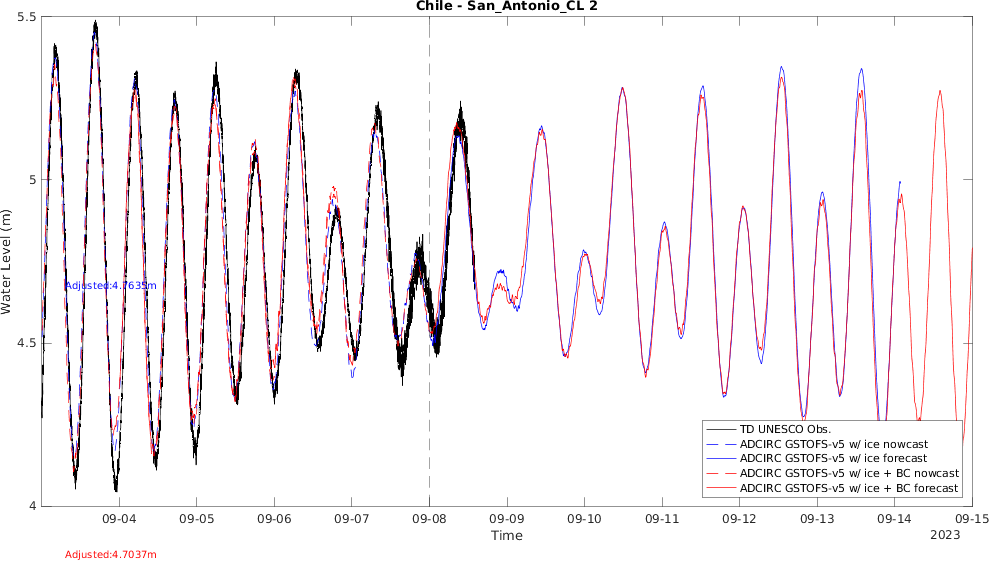 Chile - San_Antonio_CL 2
5.5
5
4.5
4
Water Level (m)
Adjusted:4.7635m
TD UNESCO Obs.
ADCIRC GSTOFS-v5 w/ ice nowcast
ADCIRC GSTOFS-v5 w/ ice forecast
ADCIRC GSTOFS-v5 w/ ice + BC nowcast
ADCIRC GSTOFS-v5 w/ ice + BC forecast
09-04 09-05 09-06 09-07 09-08 09-09 09-10 09-11 09-12 09-13 09-14 09-15
Time
2023
Adjusted:4.7037m